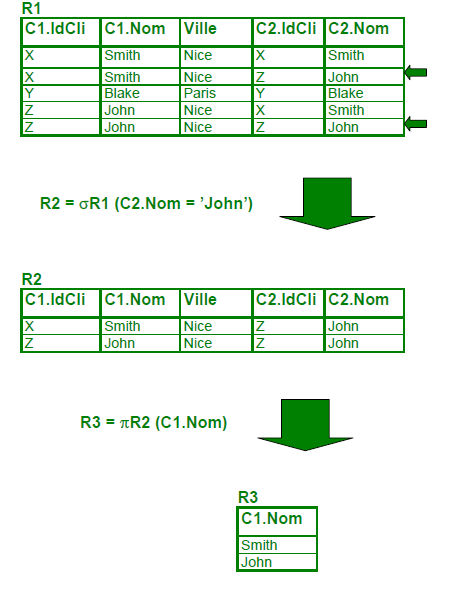 R1
C1.IdCli C1.Nom Ville C2.IdCli C2.Nom
X Smith Nice X Smith
X Smith Nice Z John
Y Blake Paris Y Blake
Z John Nice X Smith
Z John Nice Z John
R2 = σR1 (C2.Nom = ’John’)
R2
C1.IdCli C1.Nom Ville C2.IdCli C2.Nom
X Smith Nice Z John
Z John Nice Z John
R3 = πR2 (C1.Nom)
R3
C1.Nom
Smith
John